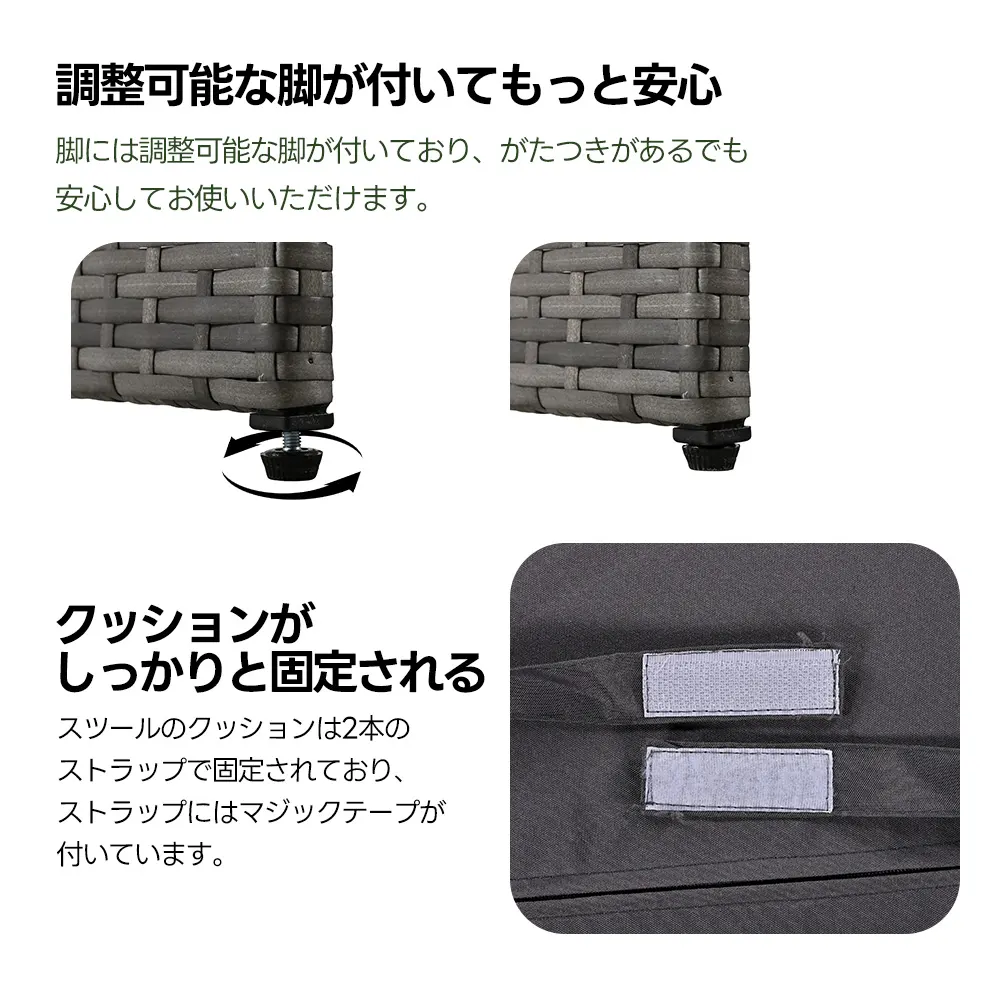 調整可能な脚が付いてもっと安心
脚には調整可能な脚が付いており、がたつきがあるでも
安心してお使いいただけます。
クッションが
しっかりと固定される
スツールのクッションは2本の
ストラップで固定されており、
ストラップにはマジックテープが
付いています。